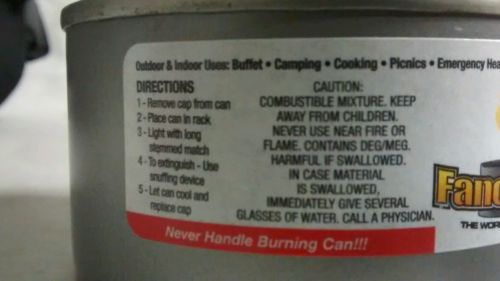 Outdoor & Indoor Uses: Buffet • Camping • Cooking • Picnics • Emergency
DIRECTIONS
1 - Remove cap from can
2 - Place can in rack
3 - Light with long
stemmed match
4 - To extinguish - Use
snuffing device
5 - Let can cool and
replace cap
CAUTION:
COMBUSTIBLE MIXTURE. KEEP
AWAY FROM CHILDREN.
NEVER USE NEAR FIRE OR
FLAME. CONTAINS DEG/MEG.
HARMFUL IF SWALLOWED.
IN CASE MATERIAL
IS SWALLOWED,
IMMEDIATELY GIVE SEVERAL
GLASSES OF WATER. CALL A PHYSICIAN.
Never Handle Burning Can!!!
THE